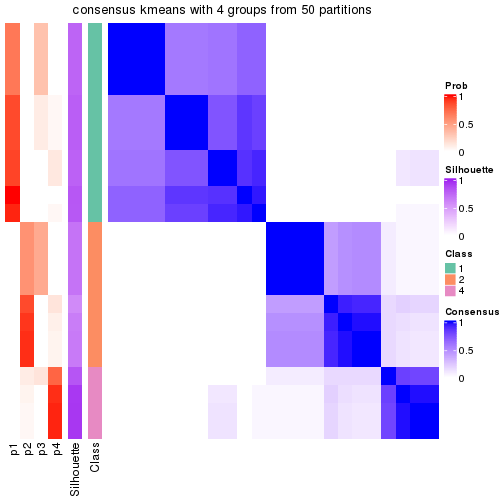 consensus kmeans with 4 groups from 50 partitions
Prob
1
0.5
0
Silhouette
1
0.5
0
Class
1
2
4
Consensus
1
0.5
0
p1
p2
p3
p4
Silhouette
Class